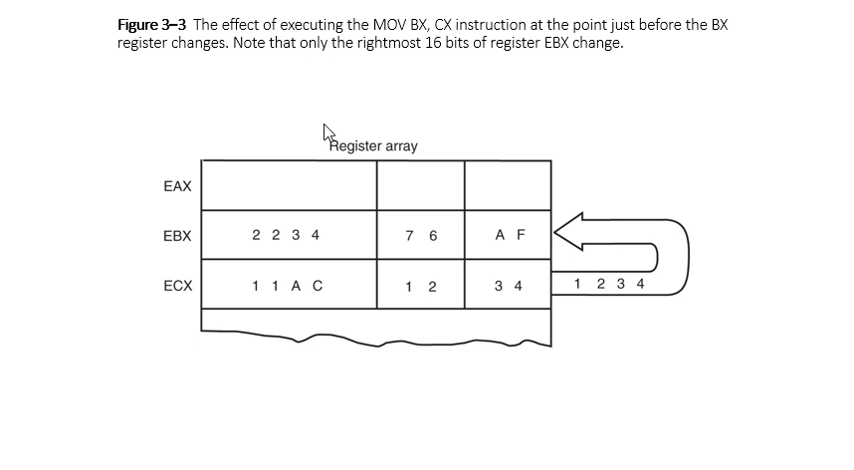 Figure 3–3 The effect of executing the MOV BX, CX instruction at the point just before the BX
register changes. Note that only the rightmost 16 bits of register EBX change.
Register array
EAX
EBX 2 2 3 4 7 6 A F
ECX 1 1 A C 1 2 3 4 1 2 3 4